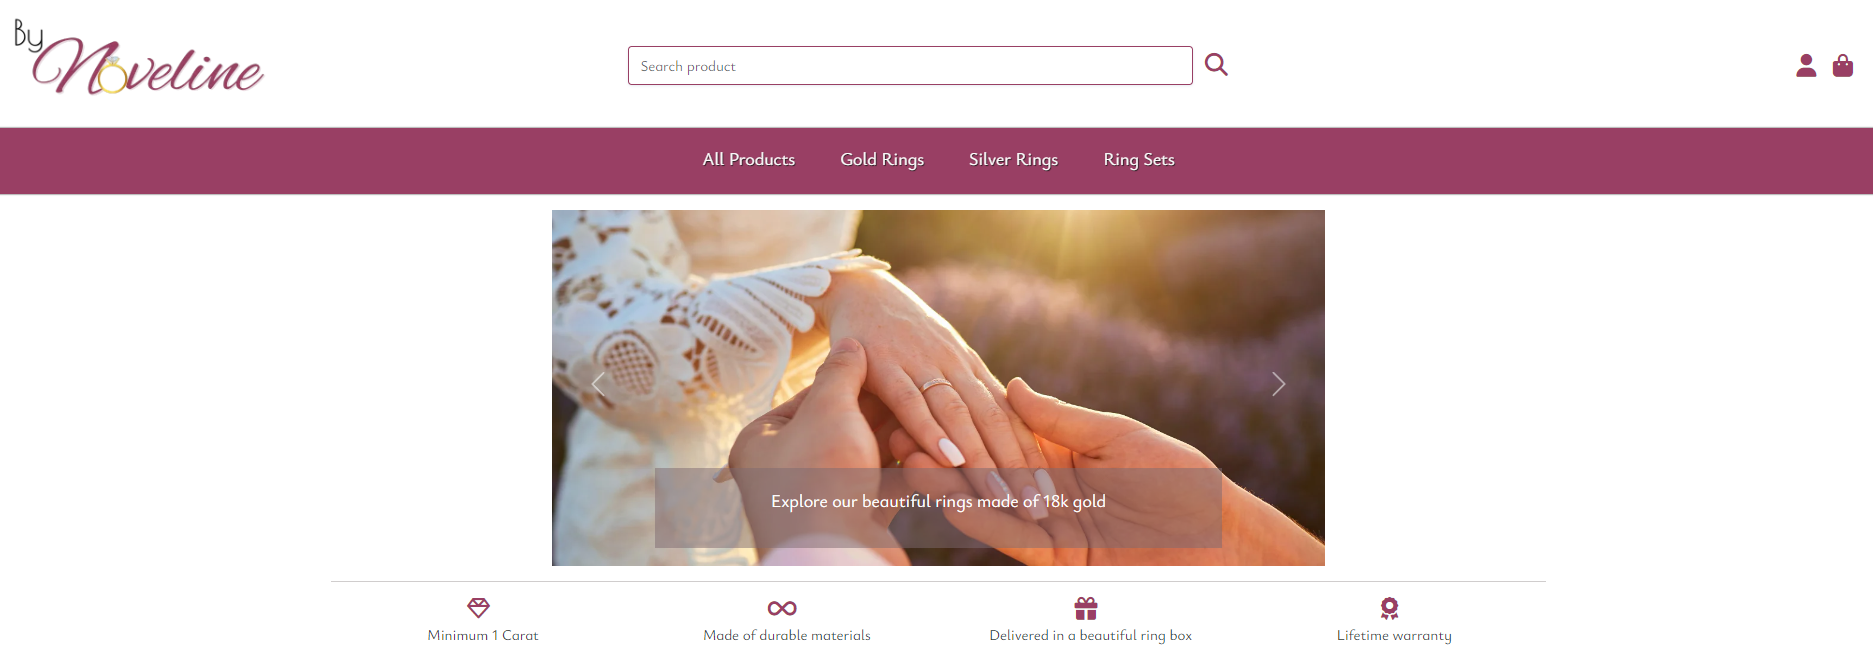 By
Noveline
Search product
All Products Gold Rings Silver Rings Ring Sets
Explore our beautiful rings made of 18k gold
Minimum 1 Carat Made of durable materials Delivered in a beautiful ring box Lifetime warranty